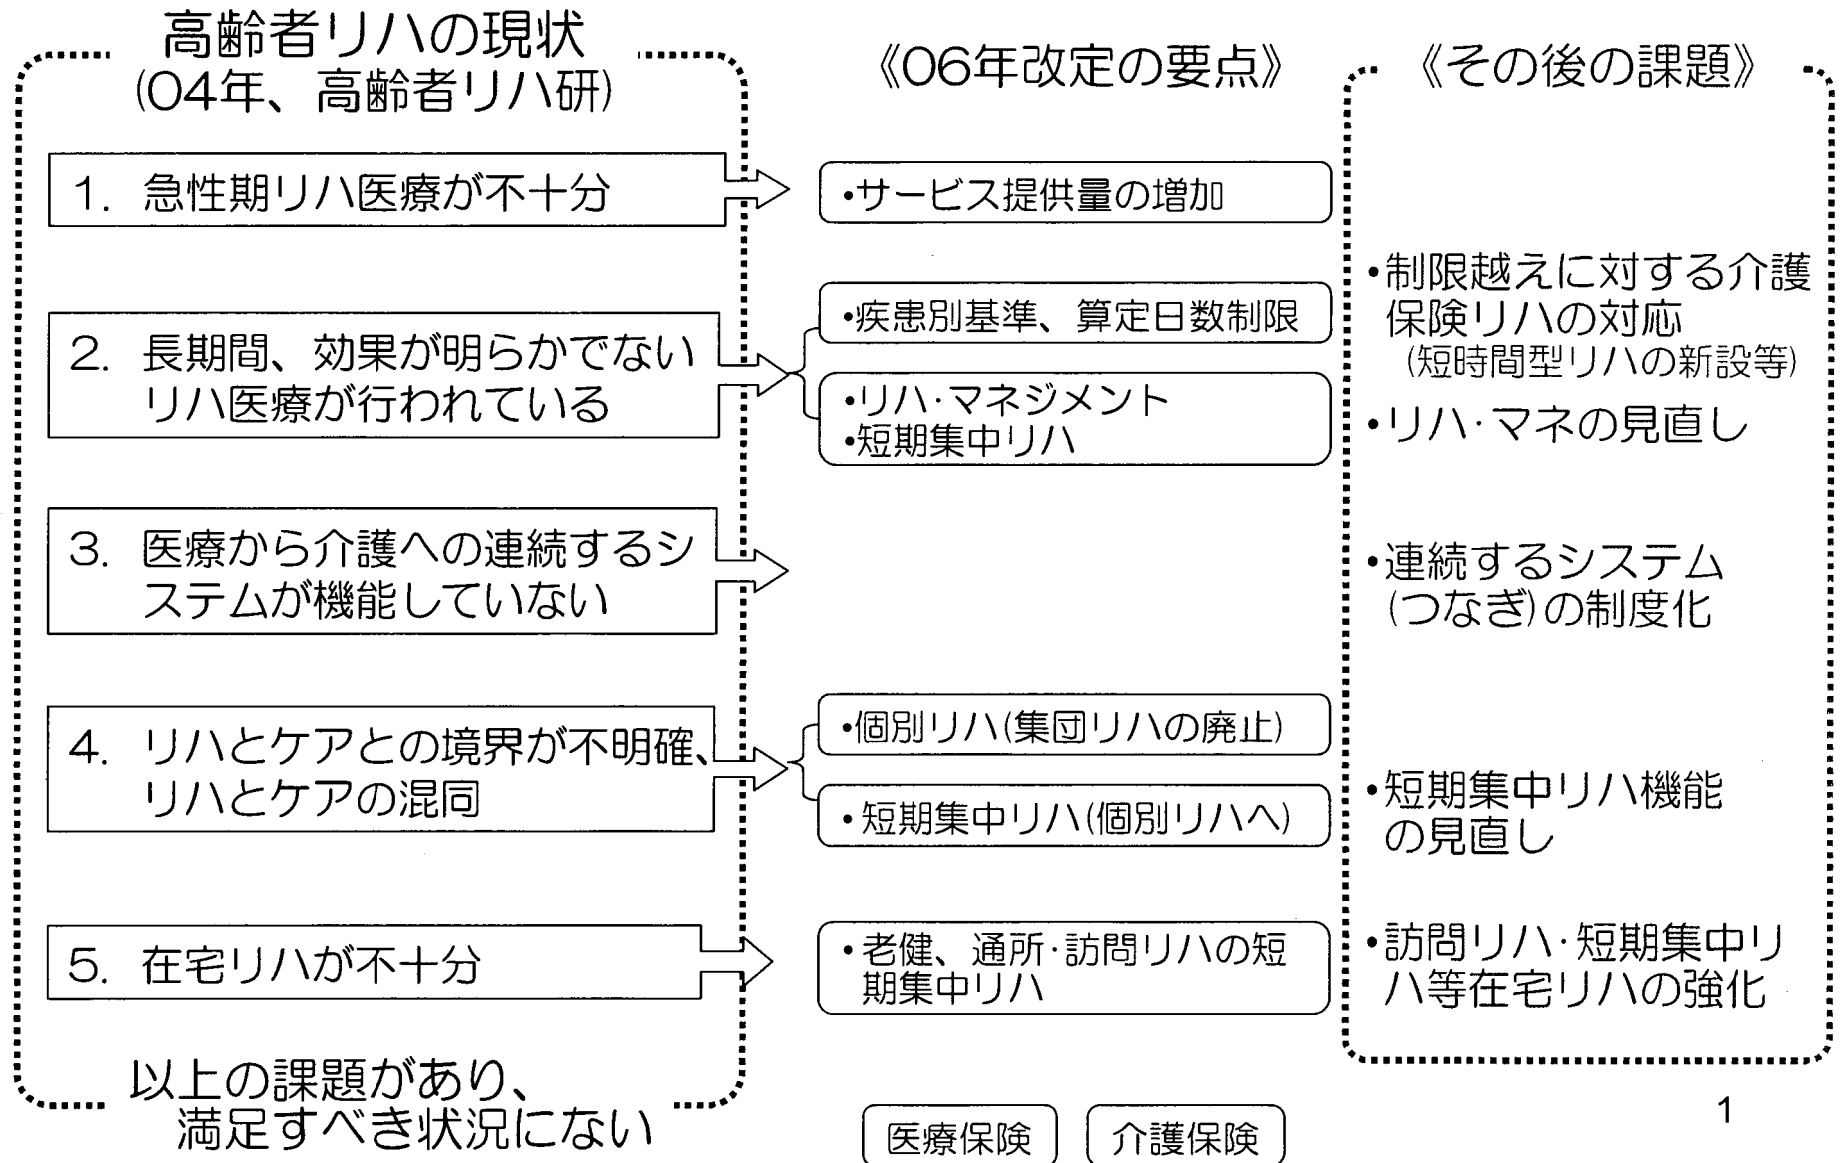 高齢者リハの現状
(04年、高齢者リハ研)
1. 急性期リハ医療が不十分
2. 長期間、効果が明らかでない
リハ医療が行われている
3. 医療から介護への連続するシ
ステムが機能していない
4. リハとケアとの境界が不明確、
リハとケアの混同
5. 在宅リハが不十分
以上の課題があり、
満足すべき状況にない
《06年改定の要点》
•サービス提供量の増加
•疾患別基準、算定日数制限
•リハ・マネジメント
•短期集中リハ
•個別リハ(集団リハの廃止)
•短期集中リハ(個別リハへ)
•老健、通所・訪問リハの短
期集中リハ
医療保険
介護保険
《その後の課題》
•制限越えに対する介護
保険リハの対応
(短時間型リハの新設等)
•リハ・マネの見直し
•連続するシステム
(つなぎ)の制度化
•短期集中リハ機能
の見直し
•訪問リハ・短期集中リ
ハ等在宅リハの強化
1